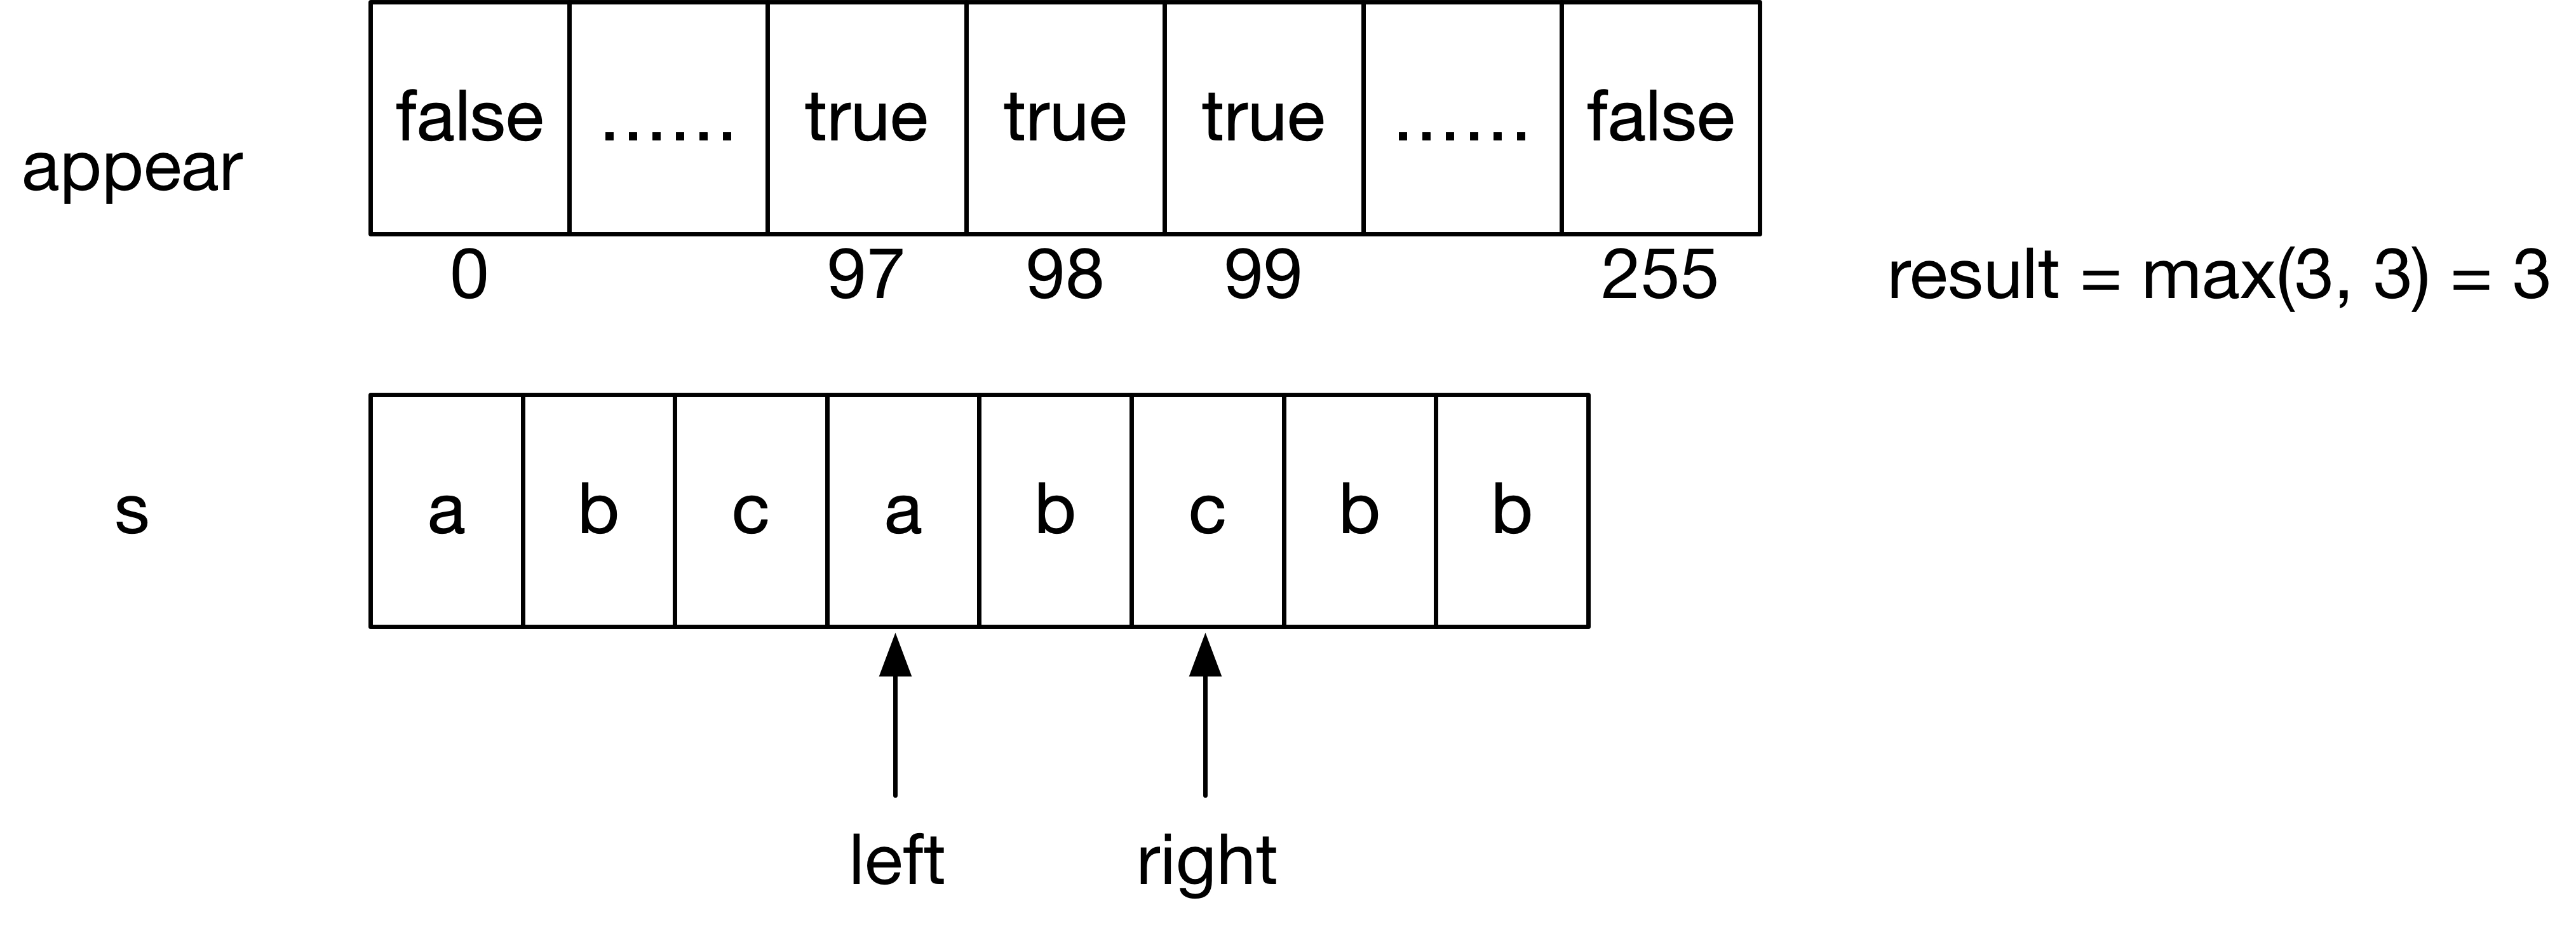 false ...... true true true ...... false
appear
0 97 98 99 255 result = max(3, 3) = 3
s a b c a b c b b
left right